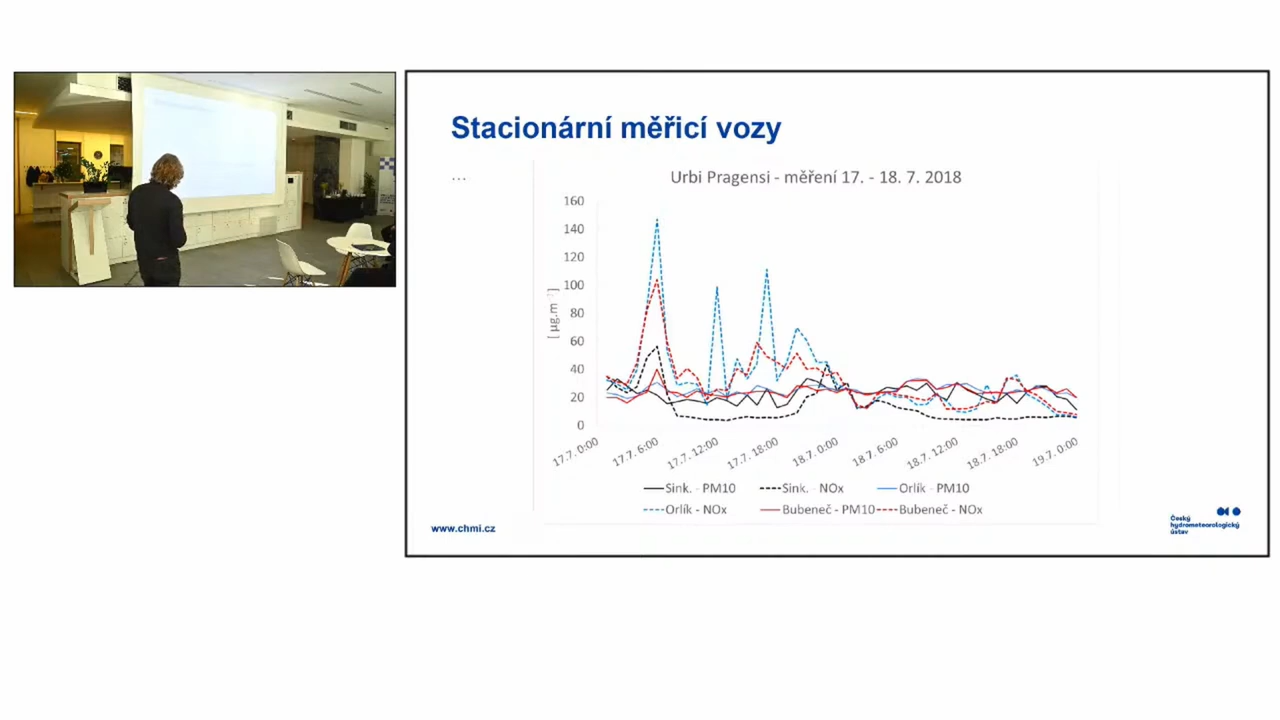 Stacionární měřicí vozy
...
Urbi Pragensi - měření 17. - 18. 7. 2018
160
140
120
100
80
60
40
20
0
[ µg.m⁻³]
17.7. 0:00
17.7. 6:00
17.7. 12:00
17.7. 18:00
18.7. 0:00
18.7. 6:00
18.7. 12:00
18.7. 18:00
19.7. 0:00
Sink. - PM10
Sink. - NOx
Orlík - PM10
Orlík - NOx
Bubeneč - PM10
Bubeneč - NOx
www.chmi.cz
Český
hydrometeorologický
ústav